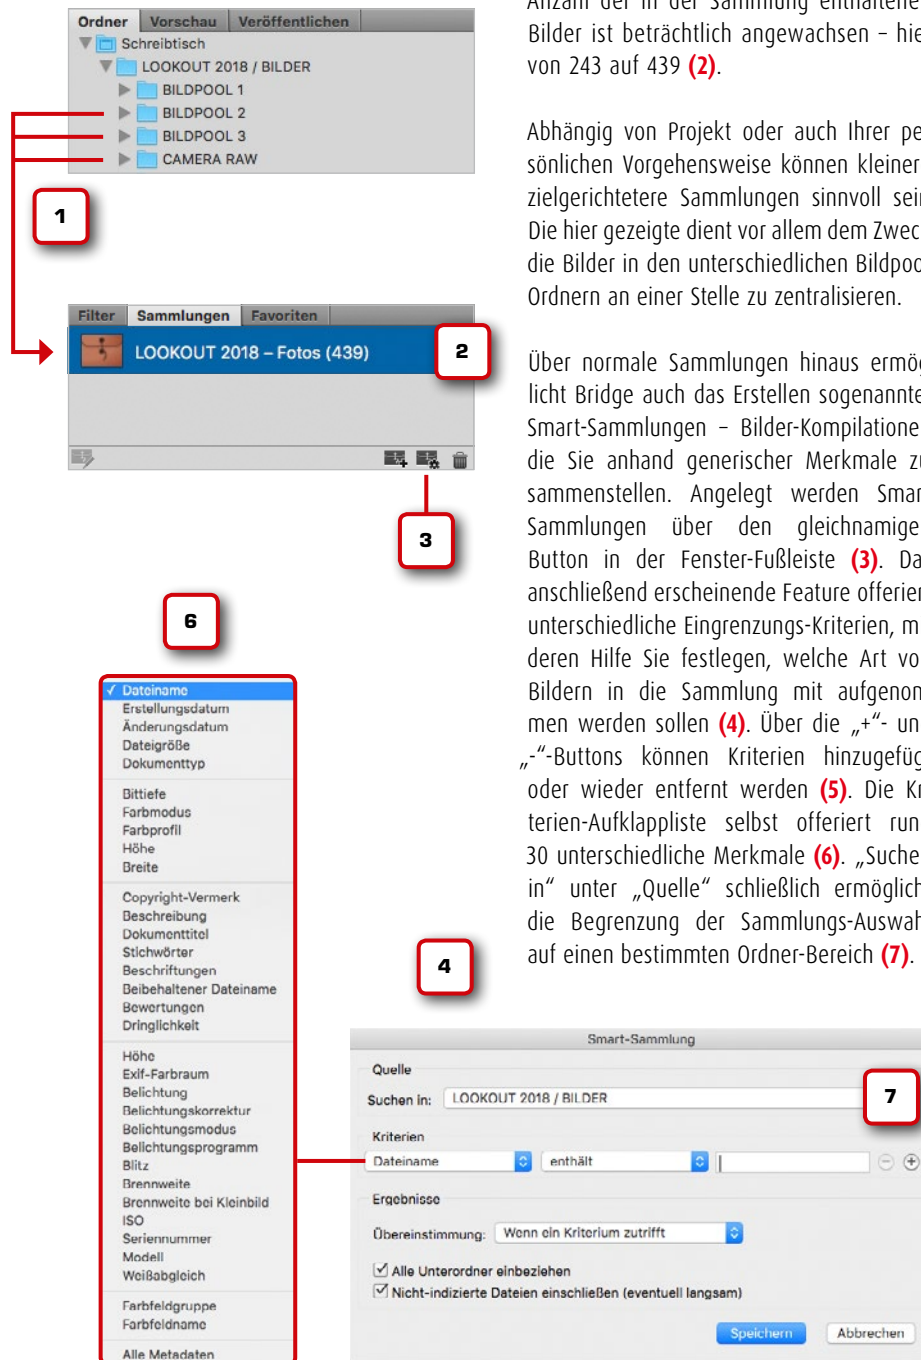 Ordner Vorschau Veröffentlichen
Schreibtisch
LOOKOUT 2018 / BILDER
BILDPOOL 1
BILDPOOL 2
BILDPOOL 3
CAMERA RAW
1
Filter Sammlungen Favoriten
LOOKOUT 2018 – Fotos (439)
2
3
Anzahl der in der Sammlung enthaltene
Bilder ist beträchtlich angewachsen – hie
von 243 auf 439 (2).
Abhängig von Projekt oder auch Ihrer pe
sönlichen Vorgehensweise können kleiner
zielgerichtetere Sammlungen sinnvoll sei
Die hier gezeigte dient vor allem dem Zwec
die Bilder in den unterschiedlichen Bildpoo
Ordnern an einer Stelle zu zentralisieren.
Über normale Sammlungen hinaus ermög
licht Bridge auch das Erstellen sogenannte
Smart-Sammlungen – Bilder-Kompilatione
die Sie anhand generischer Merkmale zu
sammenstellen. Angelegt werden Smar
Sammlungen über den gleichnamige
Button in der Fenster-Fußleiste (3). Da
anschließend erscheinende Feature offerier
unterschiedliche Eingrenzungs-Kriterien, m
deren Hilfe Sie festlegen, welche Art vo
Bildern in die Sammlung mit aufgenon
men werden sollen (4). Über die „+“- un
„-“-Buttons können Kriterien hinzugefüg
oder wieder entfernt werden (5). Die Kr
terien-Aufklappliste selbst offeriert run
30 unterschiedliche Merkmale (6). „Suche
in“ unter „Quelle“ schließlich ermöglich
die Begrenzung der Sammlungs-Auswah
auf einen bestimmten Ordner-Bereich (7).
6
✓ Dateiname
Erstellungsdatum
Änderungsdatum
Dateigröße
Dokumenttyp
Bittiefe
Farbmodus
Farbprofil
Höhe
Breite
Copyright-Vermerk
Beschreibung
Dokumenttitel
Stichwörter
Beschriftungen
Beibehaltener Dateiname
Bewertungen
Dringlichkeit
Höhe
Exif-Farbraum
Belichtung
Belichtungskorrektur
Belichtungsmodus
Belichtungsprogramm
Blitz
Brennweite
Brennweite bei Kleinbild
ISO
Seriennummer
Modell
Weißabgleich
Farbfeldgruppe
Farbfeldname
Alle Metadaten
4
Smart-Sammlung
Quelle
Suchen in: LOOKOUT 2018 / BILDER
7
Kriterien
Dateiname enthält
Ergebnisse
Übereinstimmung: Wenn ein Kriterium zutrifft
Alle Unterordner einbeziehen
Nicht-indizierte Dateien einschließen (eventuell langsam)
Speichern Abbrechen